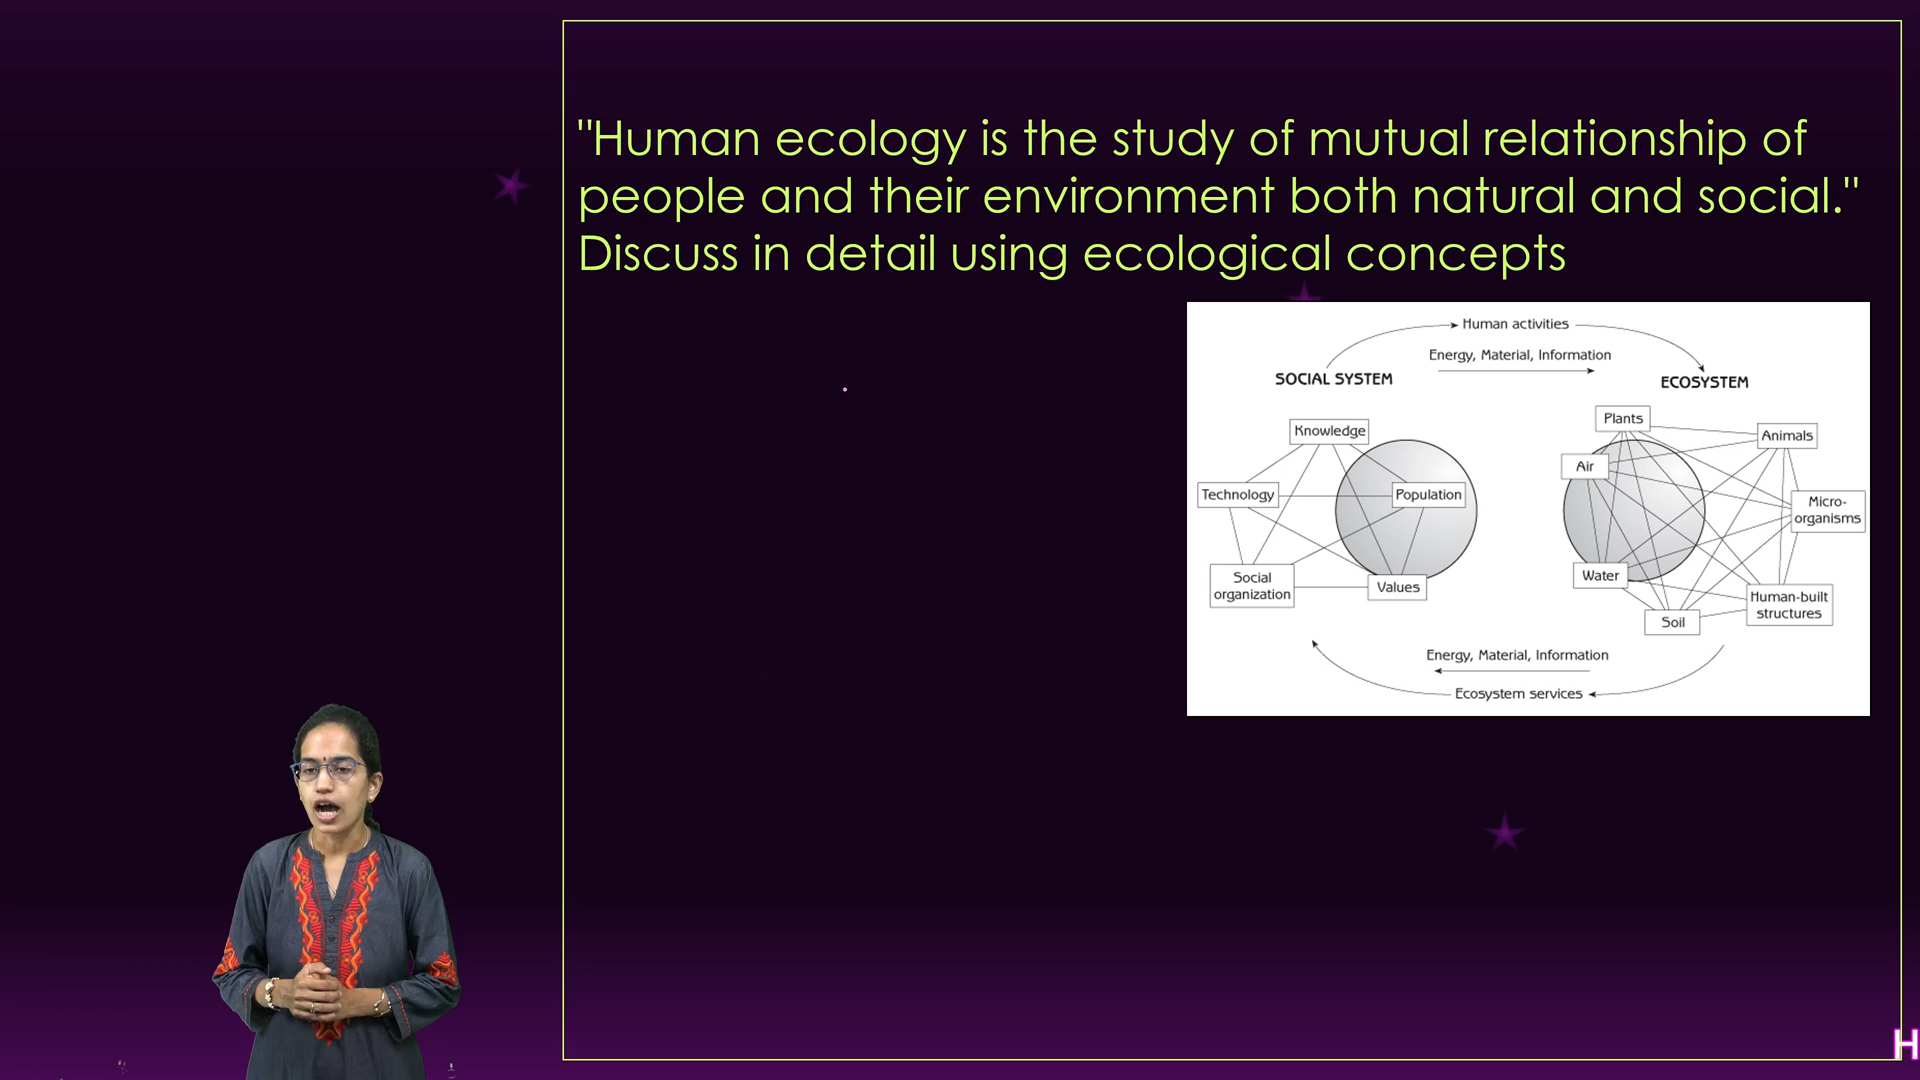 "Human ecology is the study of mutual relationship of
people and their environment both natural and social."
Discuss in detail using ecological concepts
Human activities
Energy, Material, Information
SOCIAL SYSTEM
ECOSYSTEM
Knowledge
Technology
Population
Social
organization
Values
Plants
Animals
Air
Micro-
organisms
Water
Human-built
structures
Soil
Energy, Material, Information
Ecosystem services
H